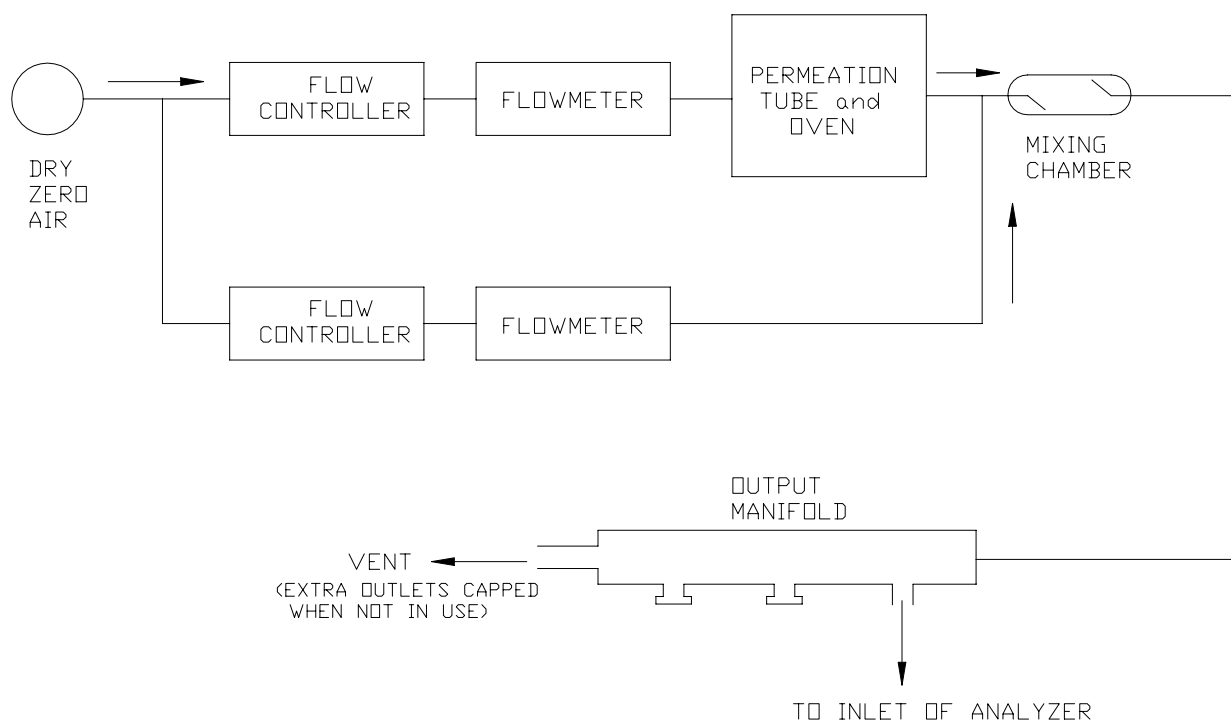 DRY
ZERO
AIR
FLOW
CONTROLLER
FLOWMETER
PERMEATION
TUBE and
OVEN
MIXING
CHAMBER
FLOW
CONTROLLER
FLOWMETER
OUTPUT
MANIFOLD
VENT
(EXTRA OUTLETS CAPPED
WHEN NOT IN USE)
TO INLET OF ANALYZER